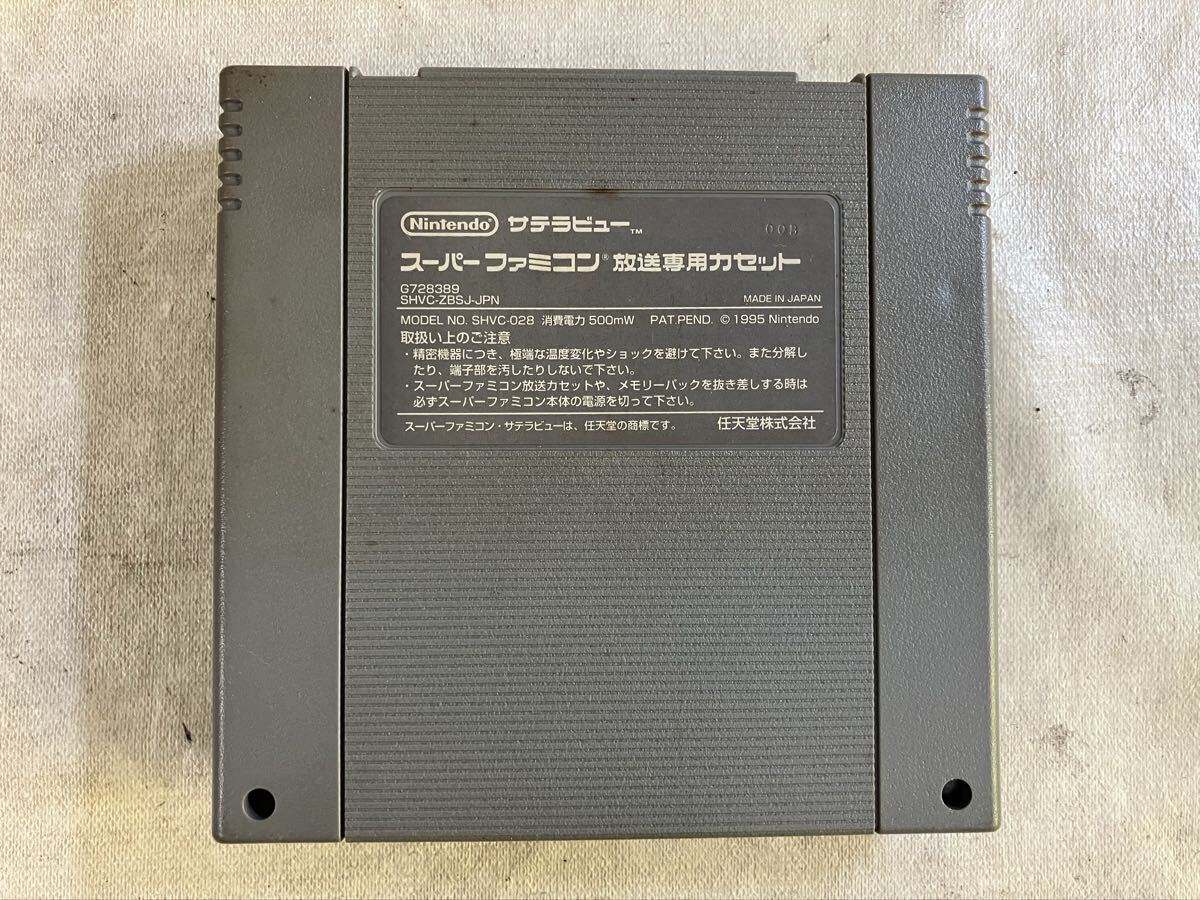 Nintendo® サテラビュー™ 00B
スーパーファミコン®放送専用カセット
G728389
SHVC-ZBSJ-JPN MADE IN JAPAN
MODEL NO. SHVC-028 消費電力 500mW PAT.PEND. © 1995 Nintendo
取扱い上のご注意
・精密機器につき、極端な温度変化やショックを避けて下さい。また分解し
たり、端子部を汚したりしないで下さい。
・スーパーファミコン放送カセットや、メモリーパックを抜き差しする時は
必ずスーパーファミコン本体の電源を切って下さい。
スーパーファミコン・サテラビューは、任天堂の商標です。 任天堂株式会社